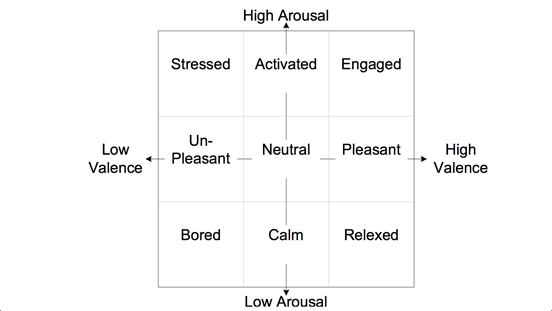 High Arousal
Stressed Activated Engaged
Low
Valence
Un-
Pleasant
Neutral
Pleasant
High
Valence
Bored Calm Relexed
Low Arousal